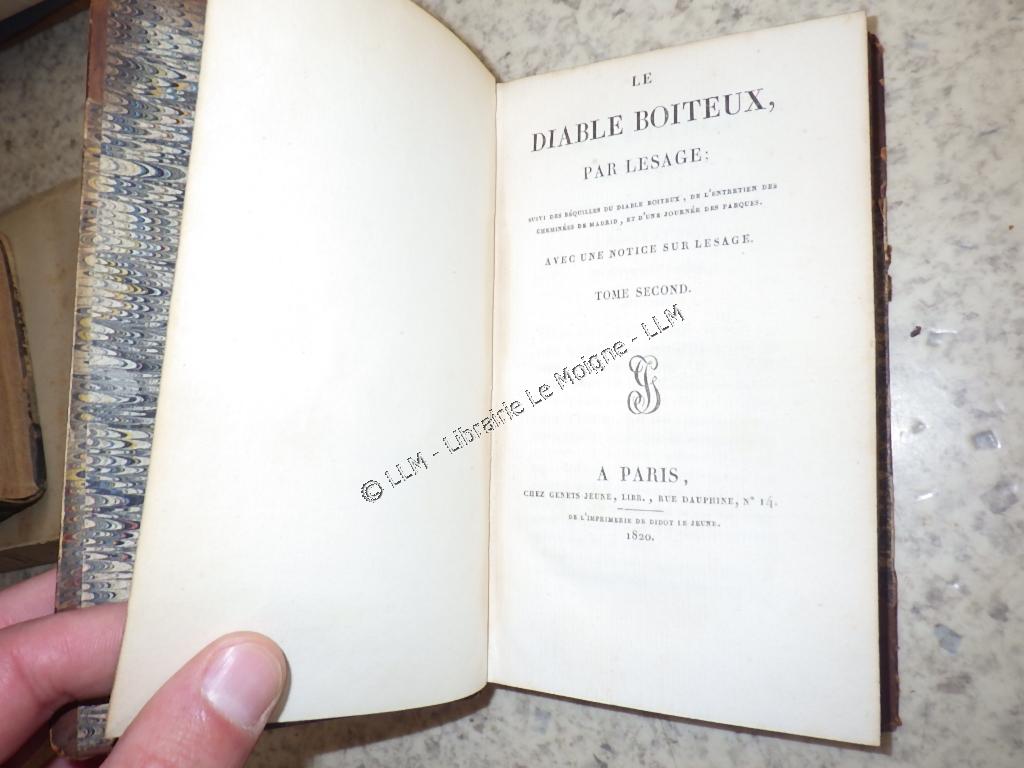 LE
DIABLE BOITEUX,
PAR LESAGE;
SUIVI DES BÉQUILLES DU DIABLE BOITEUX, DE L'ENTRETIEN DES
CHEMINÉES DE MADRID, ET D'UNE JOURNÉE DES PARQUES.
AVEC UNE NOTICE SUR LESAGE.
TOME SECOND.
© LLM - Librairie Le Moigne - LLM
A PARIS,
CHEZ GENETS JEUNE, LIBR., RUE DAUPHINE, N° 14.
DE L'IMPRIMERIE DE DIDOT LE JEUNE.
1820.